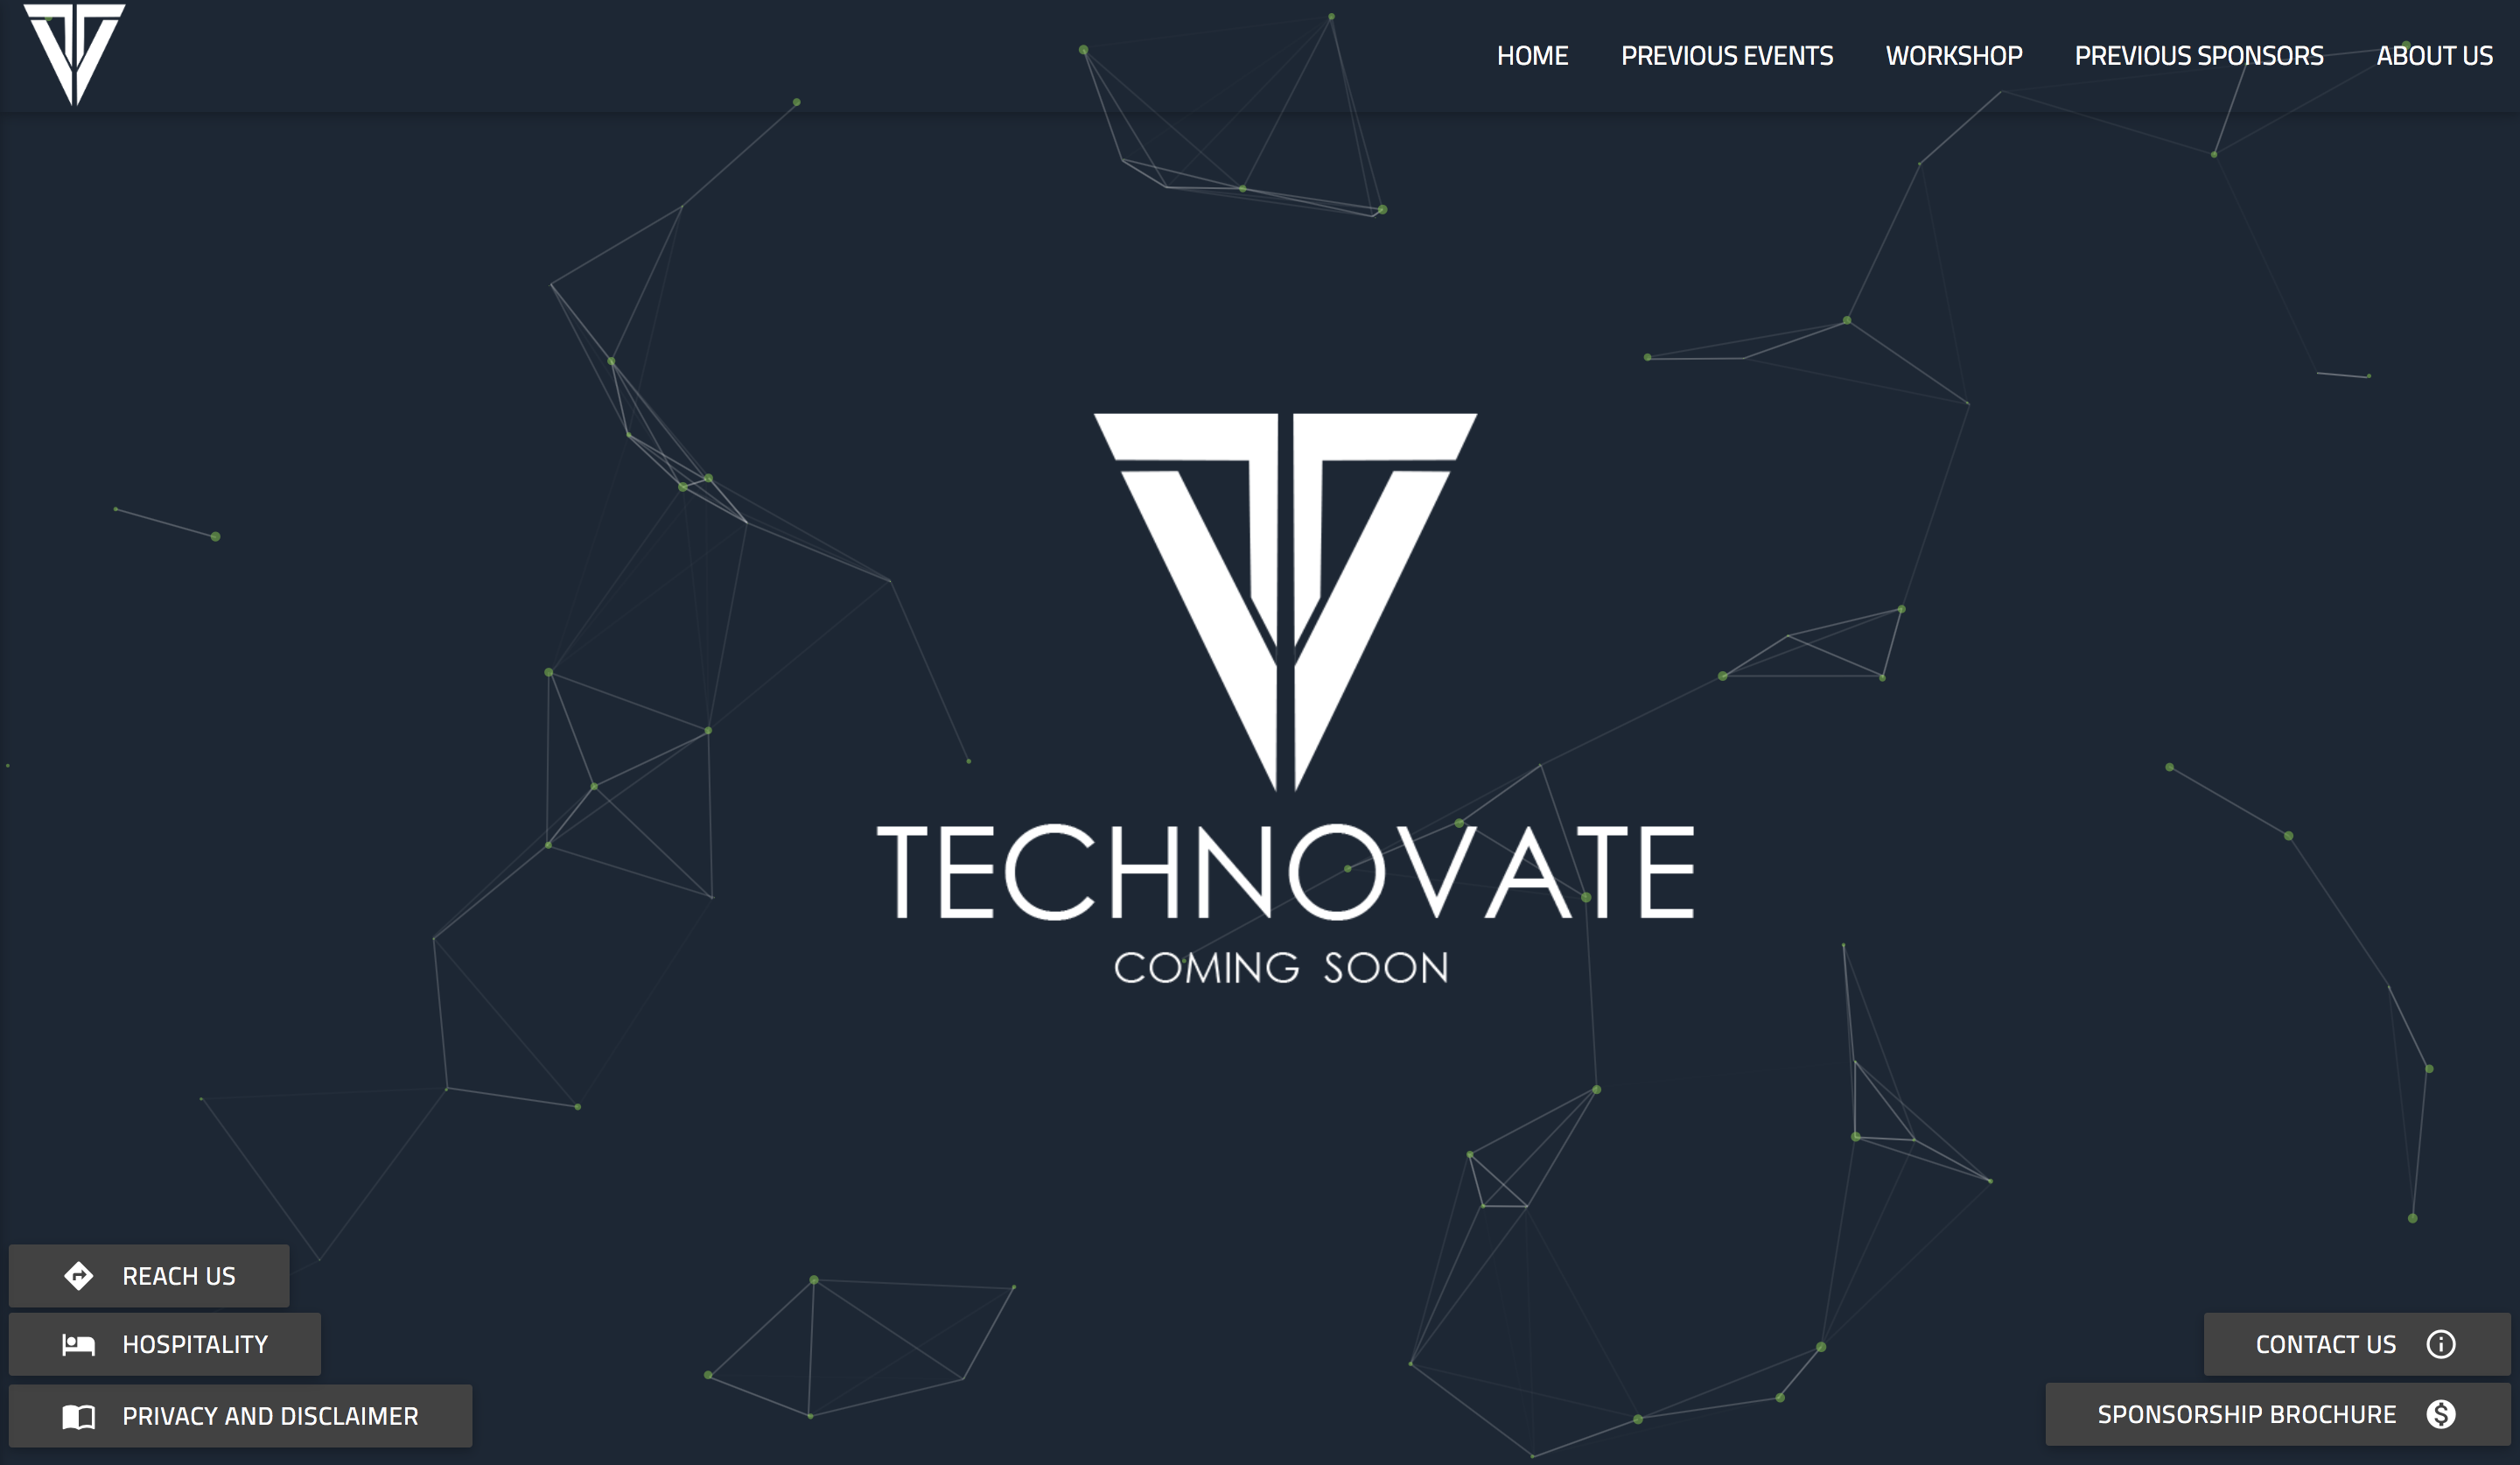 HOME
PREVIOUS EVENTS
WORKSHOP
PREVIOUS SPONSORS
ABOUT US
TECHNOVATE
COMING SOON
REACH US
HOSPITALITY
PRIVACY AND DISCLAIMER
CONTACT US
SPONSORSHIP BROCHURE